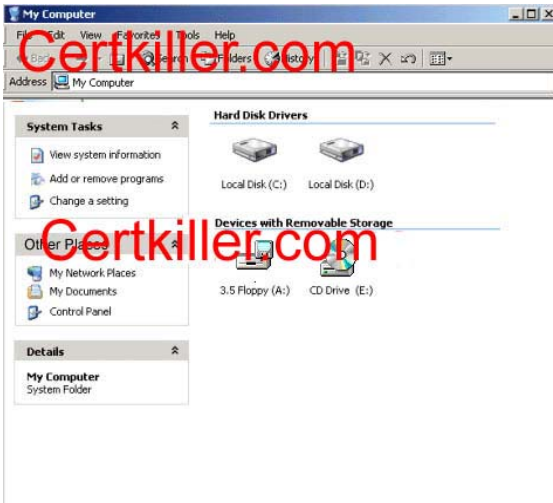 My Computer
File Edit View Favorites Tools Help
Certkiller.com
Back Search Folders History
Address My Computer
System Tasks
View system information
Add or remove programs
Change a setting
Hard Disk Drivers
Local Disk (C:) Local Disk (D:)
Devices with Removable Storage
Certkiller.com
3.5 Floppy (A:) CD Drive (E:)
Other Places
My Network Places
My Documents
Control Panel
Details
My Computer
System Folder